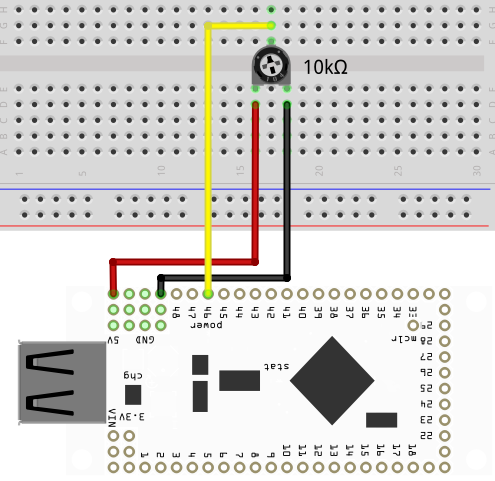 H
G
F
10kΩ
E
D
C
B
A
1 5 10 15 20 25 30
48 47 46 45 44 43 42 41 40 39 38 37 36 35 34 33
power
mclr
5V GND
stat
chg
3.3V
VIN
29
28
27
26
25
24
23
22
1 2 3 4 5 6 7 8 9 10 11 12 13 14 15 16 17 18